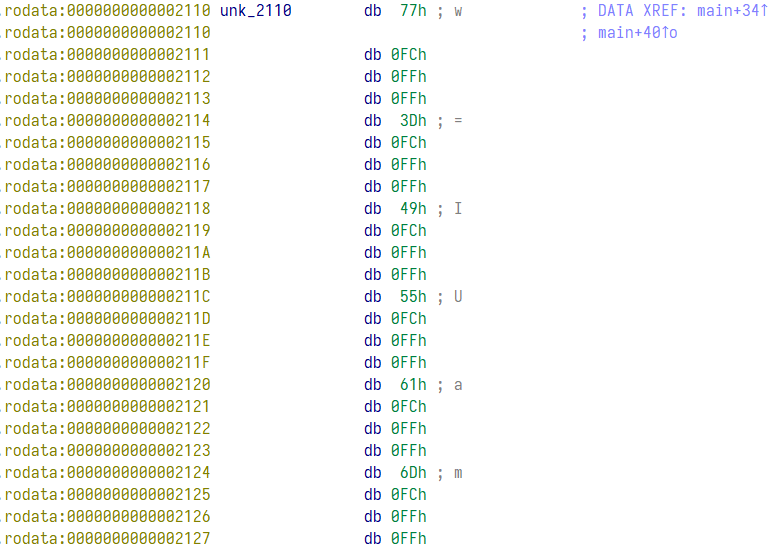 .rodata:0000000000002110 unk_2110 db 77h ; w ; DATA XREF: main+34↑
.rodata:0000000000002110 ; main+40↑o
.rodata:0000000000002111 db 0FCh
.rodata:0000000000002112 db 0FFh
.rodata:0000000000002113 db 0FFh
.rodata:0000000000002114 db 3Dh ; =
.rodata:0000000000002115 db 0FCh
.rodata:0000000000002116 db 0FFh
.rodata:0000000000002117 db 0FFh
.rodata:0000000000002118 db 49h ; I
.rodata:0000000000002119 db 0FCh
.rodata:000000000000211A db 0FFh
.rodata:000000000000211B db 0FFh
.rodata:000000000000211C db 55h ; U
.rodata:000000000000211D db 0FCh
.rodata:000000000000211E db 0FFh
.rodata:000000000000211F db 0FFh
.rodata:0000000000002120 db 61h ; a
.rodata:0000000000002121 db 0FCh
.rodata:0000000000002122 db 0FFh
.rodata:0000000000002123 db 0FFh
.rodata:0000000000002124 db 6Dh ; m
.rodata:0000000000002125 db 0FCh
.rodata:0000000000002126 db 0FFh
.rodata:0000000000002127 db 0FFh